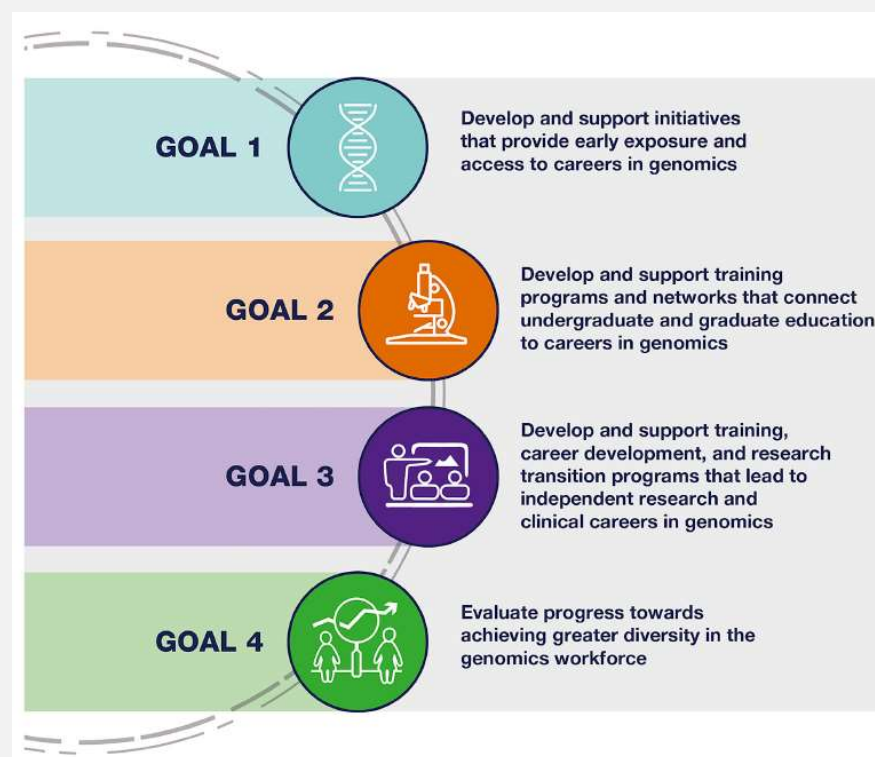 GOAL 1
Develop and support initiatives
that provide early exposure and
access to careers in genomics
GOAL 2
Develop and support training
programs and networks that connect
undergraduate and graduate education
to careers in genomics
GOAL 3
Develop and support training,
career development, and research
transition programs that lead to
independent research and
clinical careers in genomics
GOAL 4
Evaluate progress towards
achieving greater diversity in the
genomics workforce